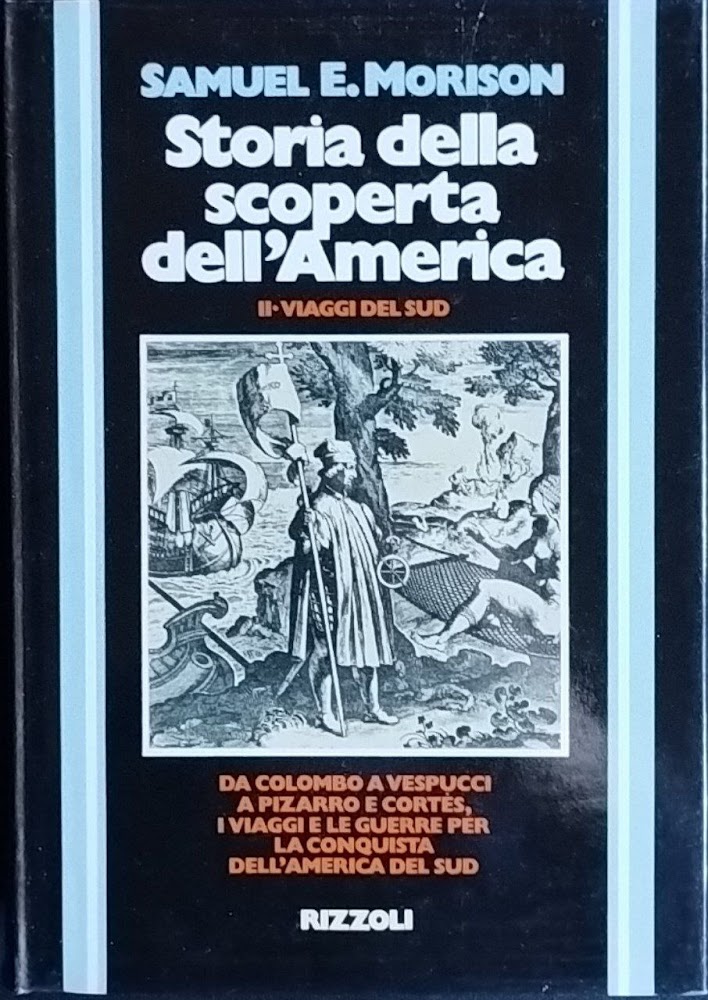 SAMUEL E. MORISON
Storia della
scoperta
dell'America
II• VIAGGI DEL SUD
DA COLOMBO A VESPUCCI
A PIZARRO E CORTÈS,
I VIAGGI E LE GUERRE PER
LA CONQUISTA
DELL'AMERICA DEL SUD
RIZZOLI